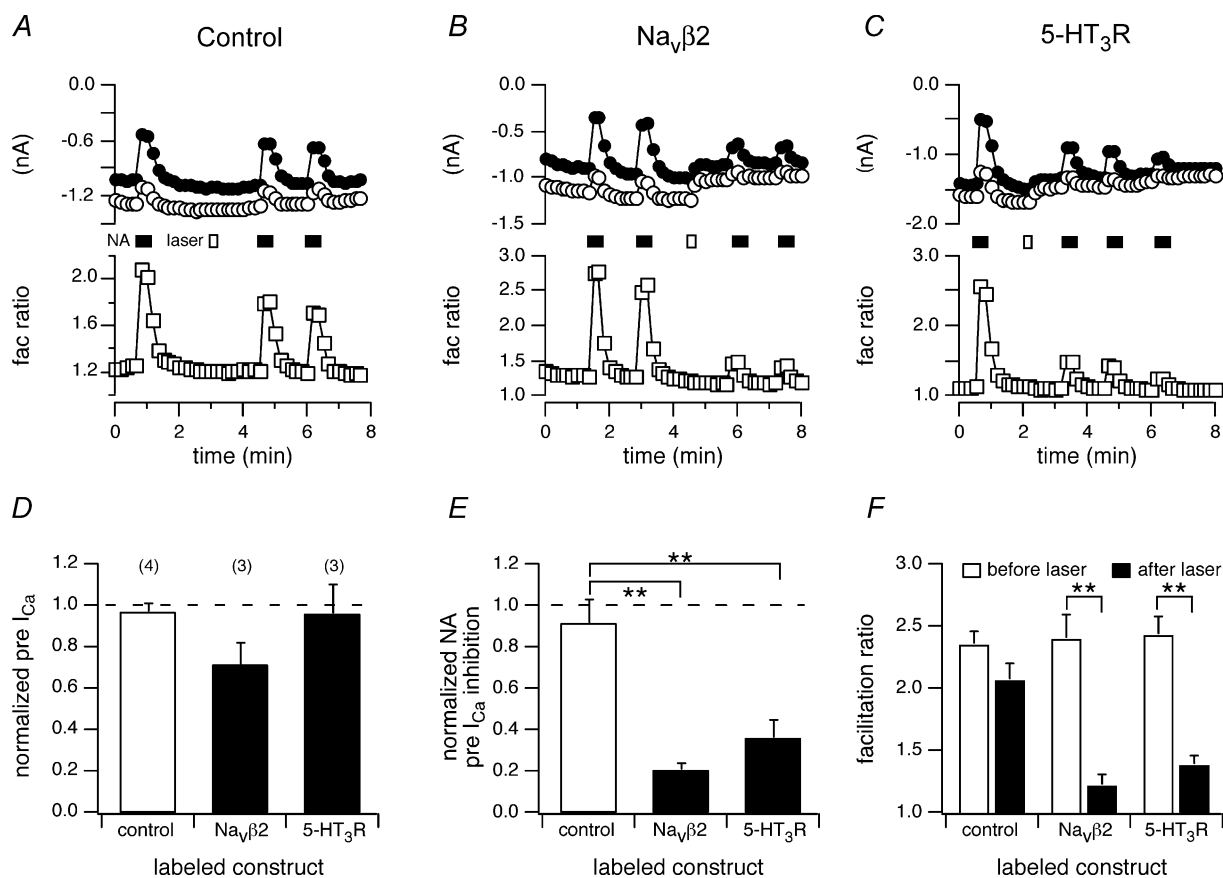 A Control
B Naᵥβ2
C 5-HT₃R
0.0
-0.6
-1.2
(nA)
NA laser
2.0
1.6
1.2
fac ratio
0 2 4 6 8
time (min)
0.0
-0.5
-1.0
-1.5
(nA)
3.0
2.5
2.0
1.5
1.0
fac ratio
0 2 4 6 8
time (min)
0.0
-1.0
-2.0
(nA)
3.0
2.0
1.0
fac ratio
0 2 4 6 8
time (min)
D
1.2
1.0
0.8
0.6
0.4
0.2
0.0
normalized pre I_Ca
(4) (3) (3)
control Naᵥβ2 5-HT₃R
labeled construct
E
1.2
1.0
0.8
0.6
0.4
0.2
0.0
normalized NA
pre I_Ca inhibition
**
**
control Naᵥβ2 5-HT₃R
labeled construct
F
3.0
2.5
2.0
1.5
1.0
facilitation ratio
before laser after laser
** **
control Naᵥβ2 5-HT₃R
labeled construct